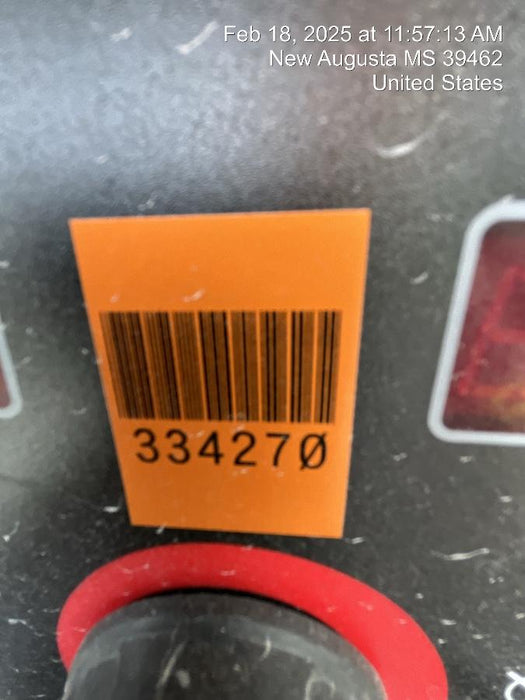 Feb 18, 2025 at 11:57:13 AM
New Augusta MS 39462
United States
334270